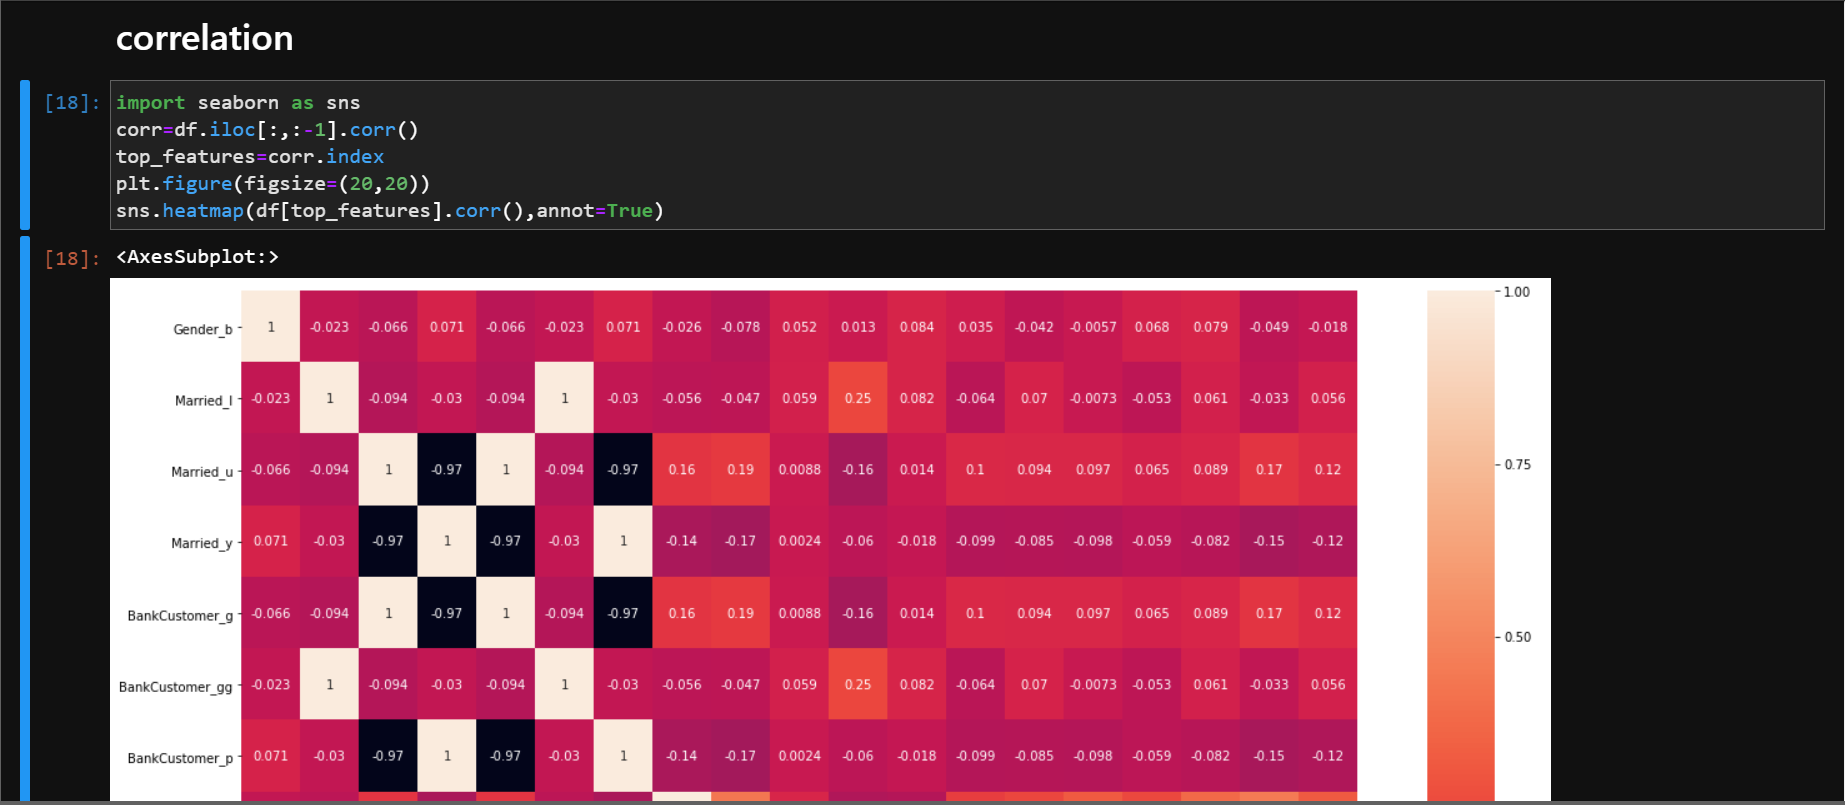 correlation
[18]: import seaborn as sns
corr=df.iloc[:,:-1].corr()
top_features=corr.index
plt.figure(figsize=(20,20))
sns.heatmap(df[top_features].corr(),annot=True)
[18]: <AxesSubplot:>
1.00
Gender_b 1 -0.023 -0.066 0.071 -0.066 -0.023 0.071 -0.026 -0.078 0.052 0.013 0.084 0.035 -0.042 -0.0057 0.068 0.079 -0.049 -0.018
Married_l -0.023 1 -0.094 -0.03 -0.094 1 -0.03 -0.056 -0.047 0.059 0.25 0.082 -0.064 0.07 -0.0073 -0.053 0.061 -0.033 0.056
0.75
Married_u -0.066 -0.094 1 -0.97 1 -0.094 -0.97 0.16 0.19 0.0088 -0.16 0.014 0.1 0.094 0.097 0.065 0.089 0.17 0.12
Married_y 0.071 -0.03 -0.97 1 -0.97 -0.03 1 -0.14 -0.17 0.0024 -0.06 -0.018 -0.099 -0.085 -0.098 -0.059 -0.082 -0.15 -0.12
BankCustomer_g -0.066 -0.094 1 -0.97 1 -0.094 -0.97 0.16 0.19 0.0088 -0.16 0.014 0.1 0.094 0.097 0.065 0.089 0.17 0.12
0.50
BankCustomer_gg -0.023 1 -0.094 -0.03 -0.094 1 -0.03 -0.056 -0.047 0.059 0.25 0.082 -0.064 0.07 -0.0073 -0.053 0.061 -0.033 0.056
BankCustomer_p 0.071 -0.03 -0.97 1 -0.97 -0.03 1 -0.14 -0.17 0.0024 -0.06 -0.018 -0.099 -0.085 -0.098 -0.059 -0.082 -0.15 -0.12